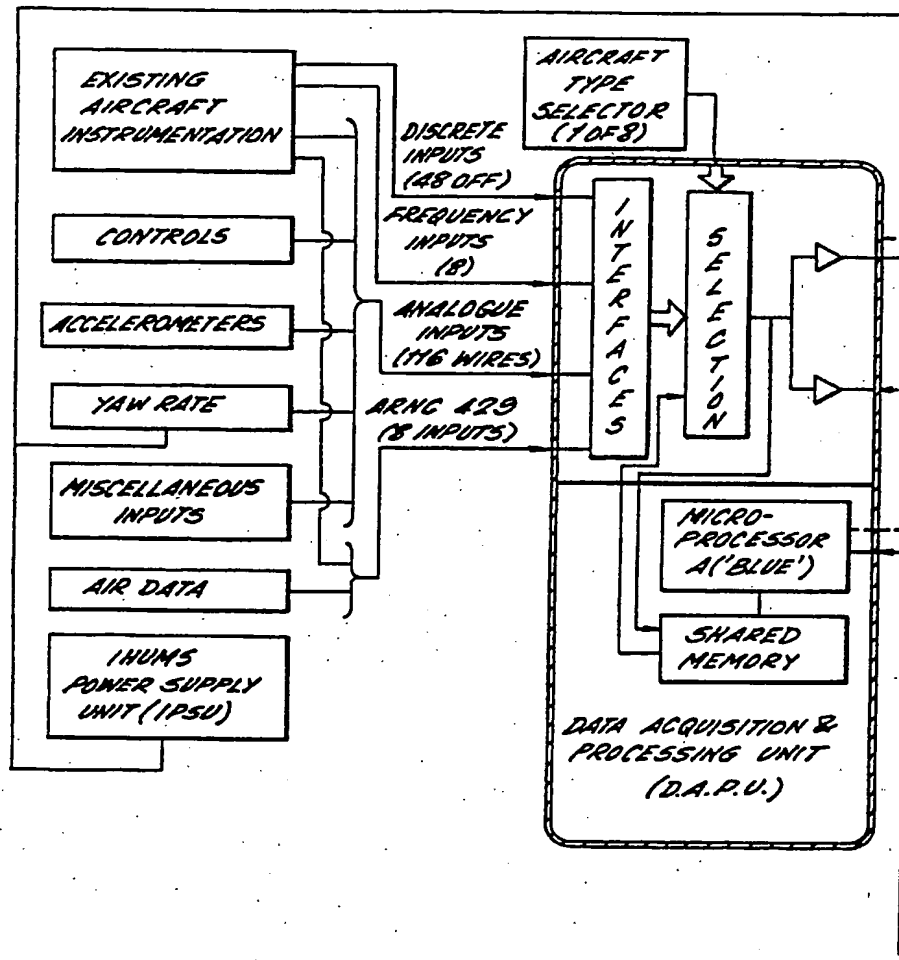 EXISTING
AIRCRAFT
INSTRUMENTATION
CONTROLS
ACCELEROMETERS
YAW RATE
MISCELLANEOUS
INPUTS
AIR DATA
IHUMS
POWER SUPPLY
UNIT (IPSU)
DISCRETE
INPUTS
(48 OFF)
FREQUENCY
INPUTS
(8)
ANALOGUE
INPUTS
(116 WIRES)
ARNC 429
(8 INPUTS)
AIRCRAFT
TYPE
SELECTOR
(1 OF 8)
INTERFACES
SELECTION
MICRO-
PROCESSOR
A('BLUE')
SHARED
MEMORY
DATA ACQUISITION &
PROCESSING UNIT
(D.A.P.U.)